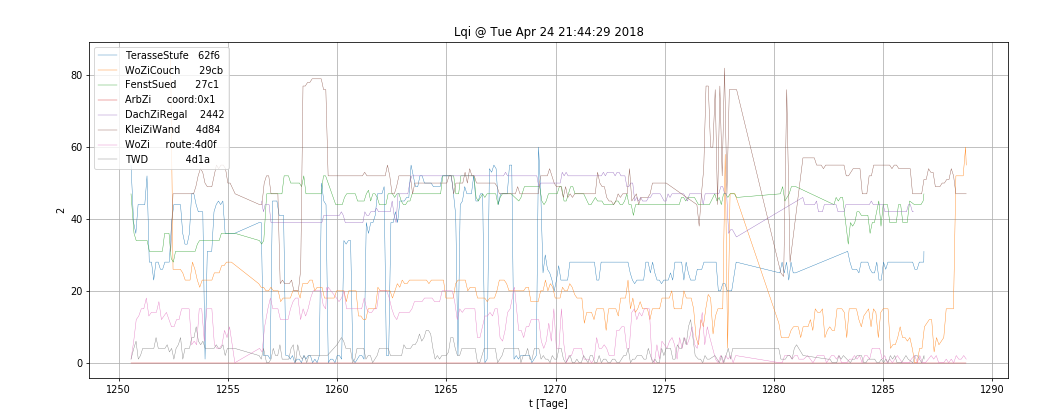 Lqi @ Tue Apr 24 21:44:29 2018
TerasseStufe 62f6
WoZiCouch 29cb
FenstSued 27c1
ArbZi coord:0x1
DachZiRegal 2442
KleiZiWand 4d84
WoZi route:4d0f
TWD 4d1a
80
60
40
20
0
2
1250 1255 1260 1265 1270 1275 1280 1285 1290
t [Tage]